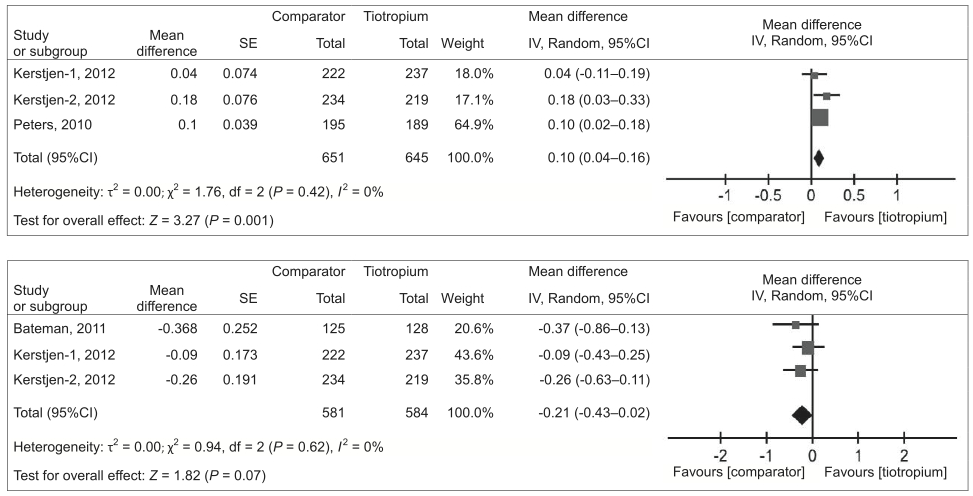 Comparator Tiotropium Mean difference Mean difference
Study or subgroup Mean difference SE Total Total Weight IV, Random, 95%CI IV, Random, 95%CI
Kerstjen-1, 2012 0.04 0.074 222 237 18.0% 0.04 (-0.11–0.19)
Kerstjen-2, 2012 0.18 0.076 234 219 17.1% 0.18 (0.03–0.33)
Peters, 2010 0.1 0.039 195 189 64.9% 0.10 (0.02–0.18)
Total (95%CI) 651 645 100.0% 0.10 (0.04–0.16)
Heterogeneity: τ² = 0.00; χ² = 1.76, df = 2 (P = 0.42), I² = 0%
Test for overall effect: Z = 3.27 (P = 0.001)
-1 -0.5 0 0.5 1
Favours [comparator] Favours [tiotropium]
Comparator Tiotropium Mean difference Mean difference
Study or subgroup Mean difference SE Total Total Weight IV, Random, 95%CI IV, Random, 95%CI
Bateman, 2011 -0.368 0.252 125 128 20.6% -0.37 (-0.86–0.13)
Kerstjen-1, 2012 -0.09 0.173 222 237 43.6% -0.09 (-0.43–0.25)
Kerstjen-2, 2012 -0.26 0.191 234 219 35.8% -0.26 (-0.63–0.11)
Total (95%CI) 581 584 100.0% -0.21 (-0.43–0.02)
Heterogeneity: τ² = 0.00; χ² = 0.94, df = 2 (P = 0.62), I² = 0%
Test for overall effect: Z = 1.82 (P = 0.07)
-2 -1 0 1 2
Favours [comparator] Favours [tiotropium]